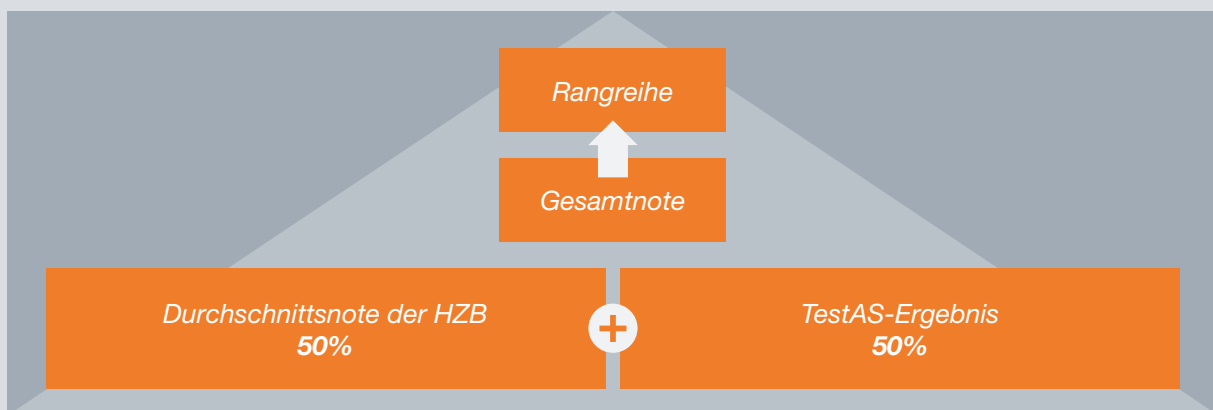 Rangreihe
Gesamtnote
Durchschnittsnote der HZB
50%
+
TestAS-Ergebnis
50%